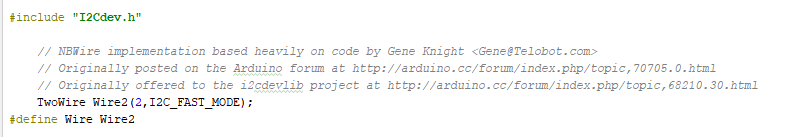 #include "I2Cdev.h"
// NBWire implementation based heavily on code by Gene Knight <Gene@Telobot.com>
// Originally posted on the Arduino forum at http://arduino.cc/forum/index.php/topic,70705.0.html
// Originally offered to the i2cdevlib project at http://arduino.cc/forum/index.php/topic,68210.30.html
TwoWire Wire2(2,I2C_FAST_MODE);
#define Wire Wire2